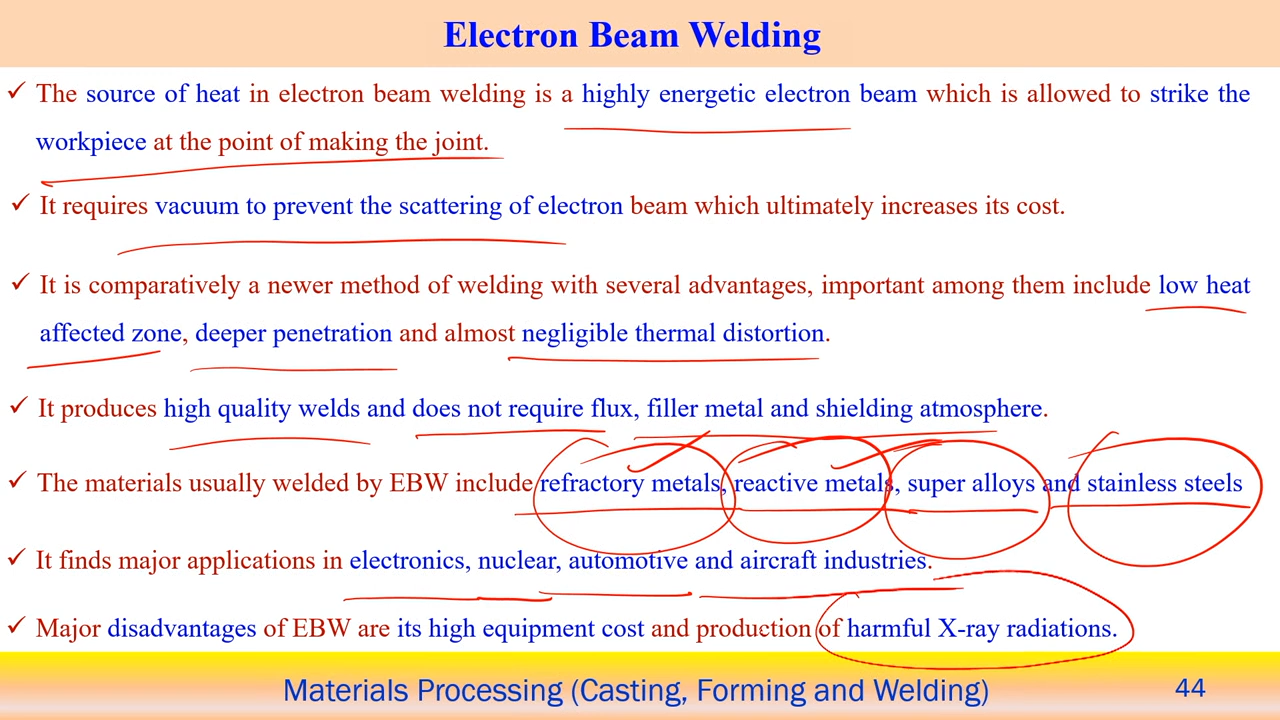 Electron Beam Welding
✓ The source of heat in electron beam welding is a highly energetic electron beam which is allowed to strike the
workpiece at the point of making the joint.
✓ It requires vacuum to prevent the scattering of electron beam which ultimately increases its cost.
✓ It is comparatively a newer method of welding with several advantages, important among them include low heat
affected zone, deeper penetration and almost negligible thermal distortion.
✓ It produces high quality welds and does not require flux, filler metal and shielding atmosphere.
✓ The materials usually welded by EBW include refractory metals, reactive metals, super alloys and stainless steels
✓ It finds major applications in electronics, nuclear, automotive and aircraft industries.
✓ Major disadvantages of EBW are its high equipment cost and production of harmful X-ray radiations.
Materials Processing (Casting, Forming and Welding)
44